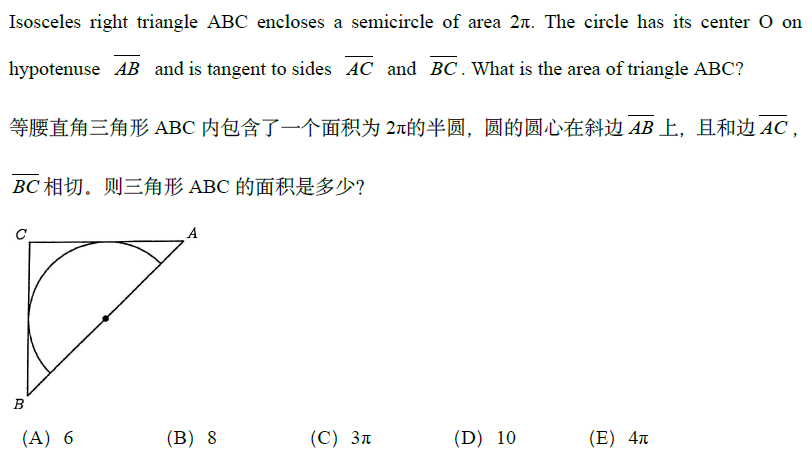 Isosceles right triangle ABC encloses a semicircle of area 2π. The circle has its center O on
hypotenuse AB and is tangent to sides AC and BC. What is the area of triangle ABC?
等腰直角三角形 ABC 内包含了一个面积为 2π的半圆，圆的圆心在斜边 AB 上，且和边 AC，
BC 相切。则三角形 ABC 的面积是多少?
C
A
B
(A) 6 (B) 8 (C) 3π (D) 10 (E) 4π